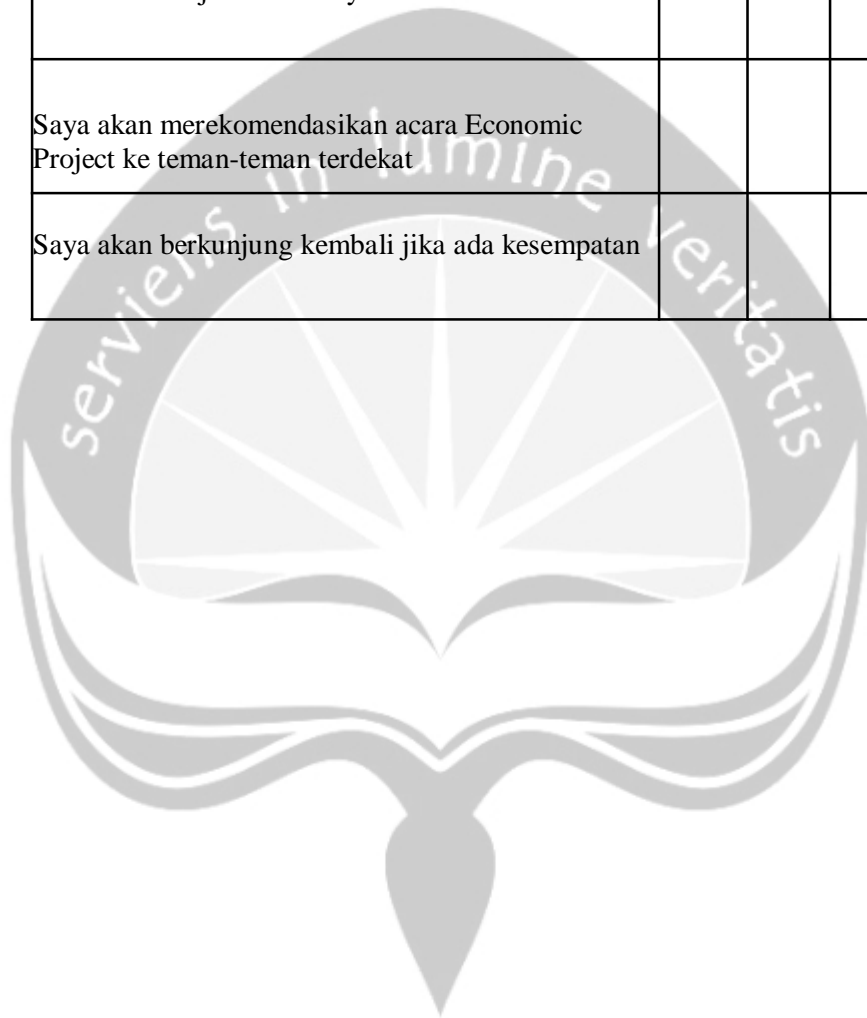 Saya akan merekomendasikan acara Economic
Project ke teman-teman terdekat
Saya akan berkunjung kembali jika ada kesempatan
serviens in lumine veritatis